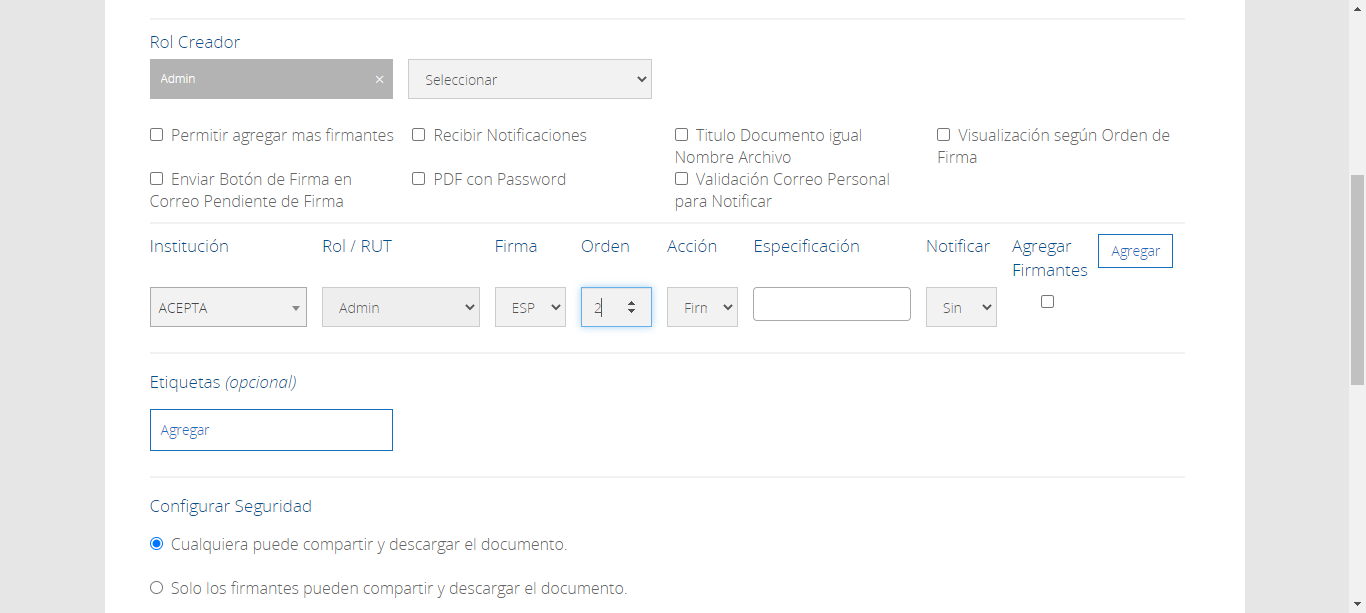 Rol Creador
Admin ×
Seleccionar
Permitir agregar mas firmantes
Recibir Notificaciones
Titulo Documento igual
Nombre Archivo
Visualización según Orden de
Firma
Enviar Botón de Firma en
Correo Pendiente de Firma
PDF con Password
Validación Correo Personal
para Notificar
Institución
Rol / RUT
Firma
Orden
Acción
Especificación
Notificar
Agregar
Firmantes
Agregar
ACEPTA
Admin
ESP
2
Firn
Sin
Etiquetas (opcional)
Agregar
Configurar Seguridad
Cualquiera puede compartir y descargar el documento.
Solo los firmantes pueden compartir y descargar el documento.